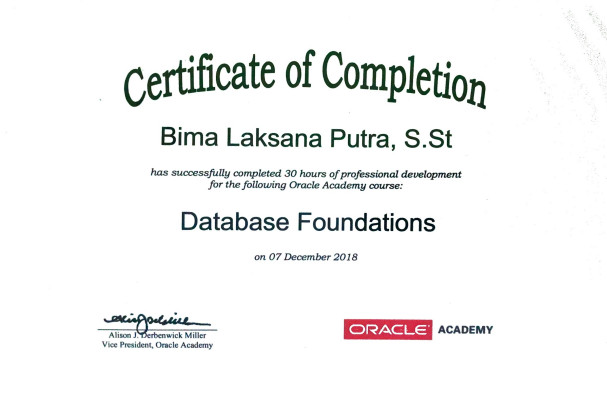 Certificate of Completion
Bima Laksana Putra, S.St
has successfully completed 30 hours of professional development
for the following Oracle Academy course:
Database Foundations
on 07 December 2018
Alison J. Derbenwick Miller
Vice President, Oracle Academy
ORACLE ACADEMY